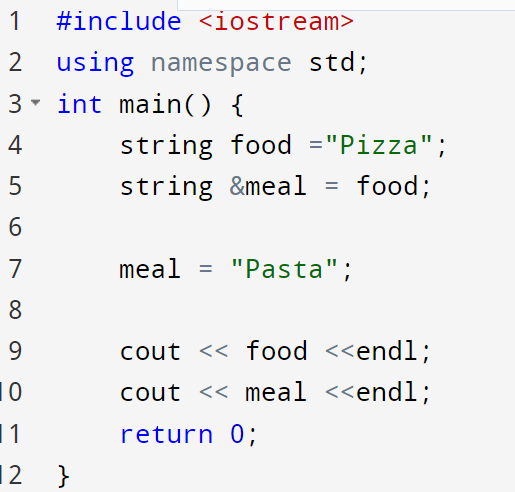 1 #include <iostream>
2 using namespace std;
3 int main() {
4 string food ="Pizza";
5 string &meal = food;
6
7 meal = "Pasta";
8
9 cout << food <<endl;
10 cout << meal <<endl;
11 return 0;
12 }